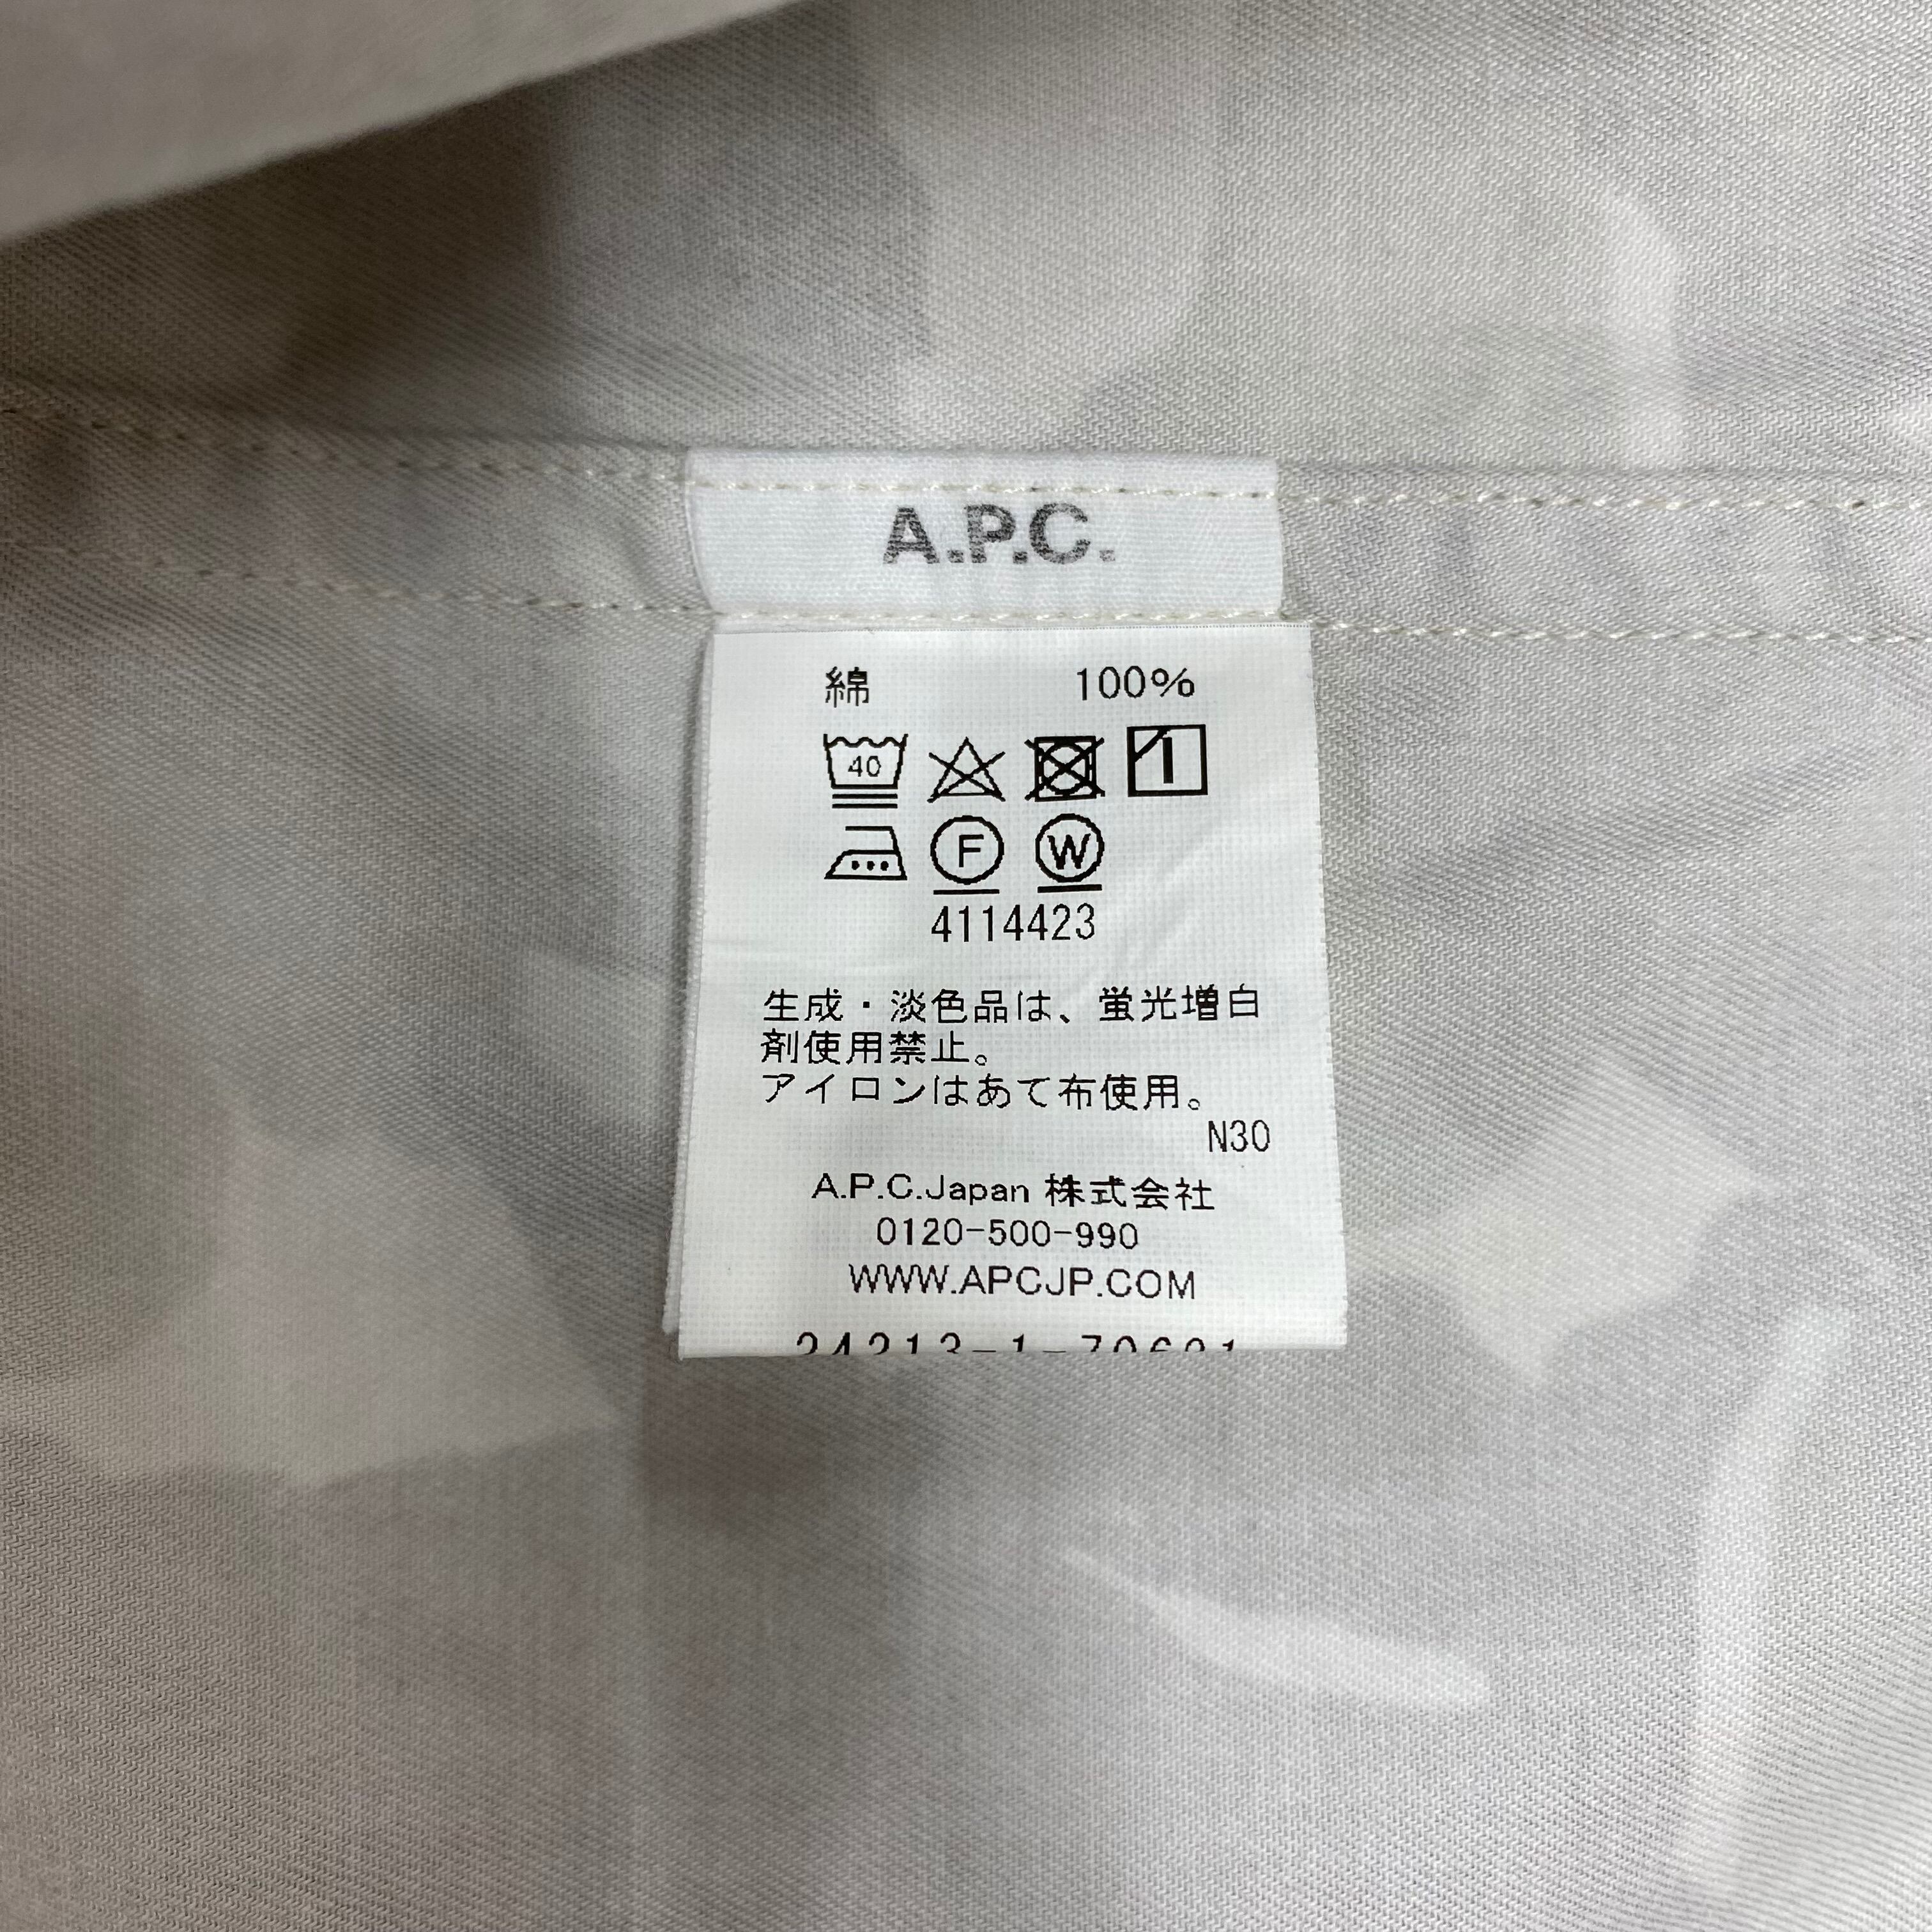 A.P.C.
綿 100%
40
F W
4114423
生成・淡色品は、蛍光増白
剤使用禁止。
アイロンはあて布使用。
N30
A.P.C.Japan 株式会社
0120-500-990
WWW.APCJP.COM